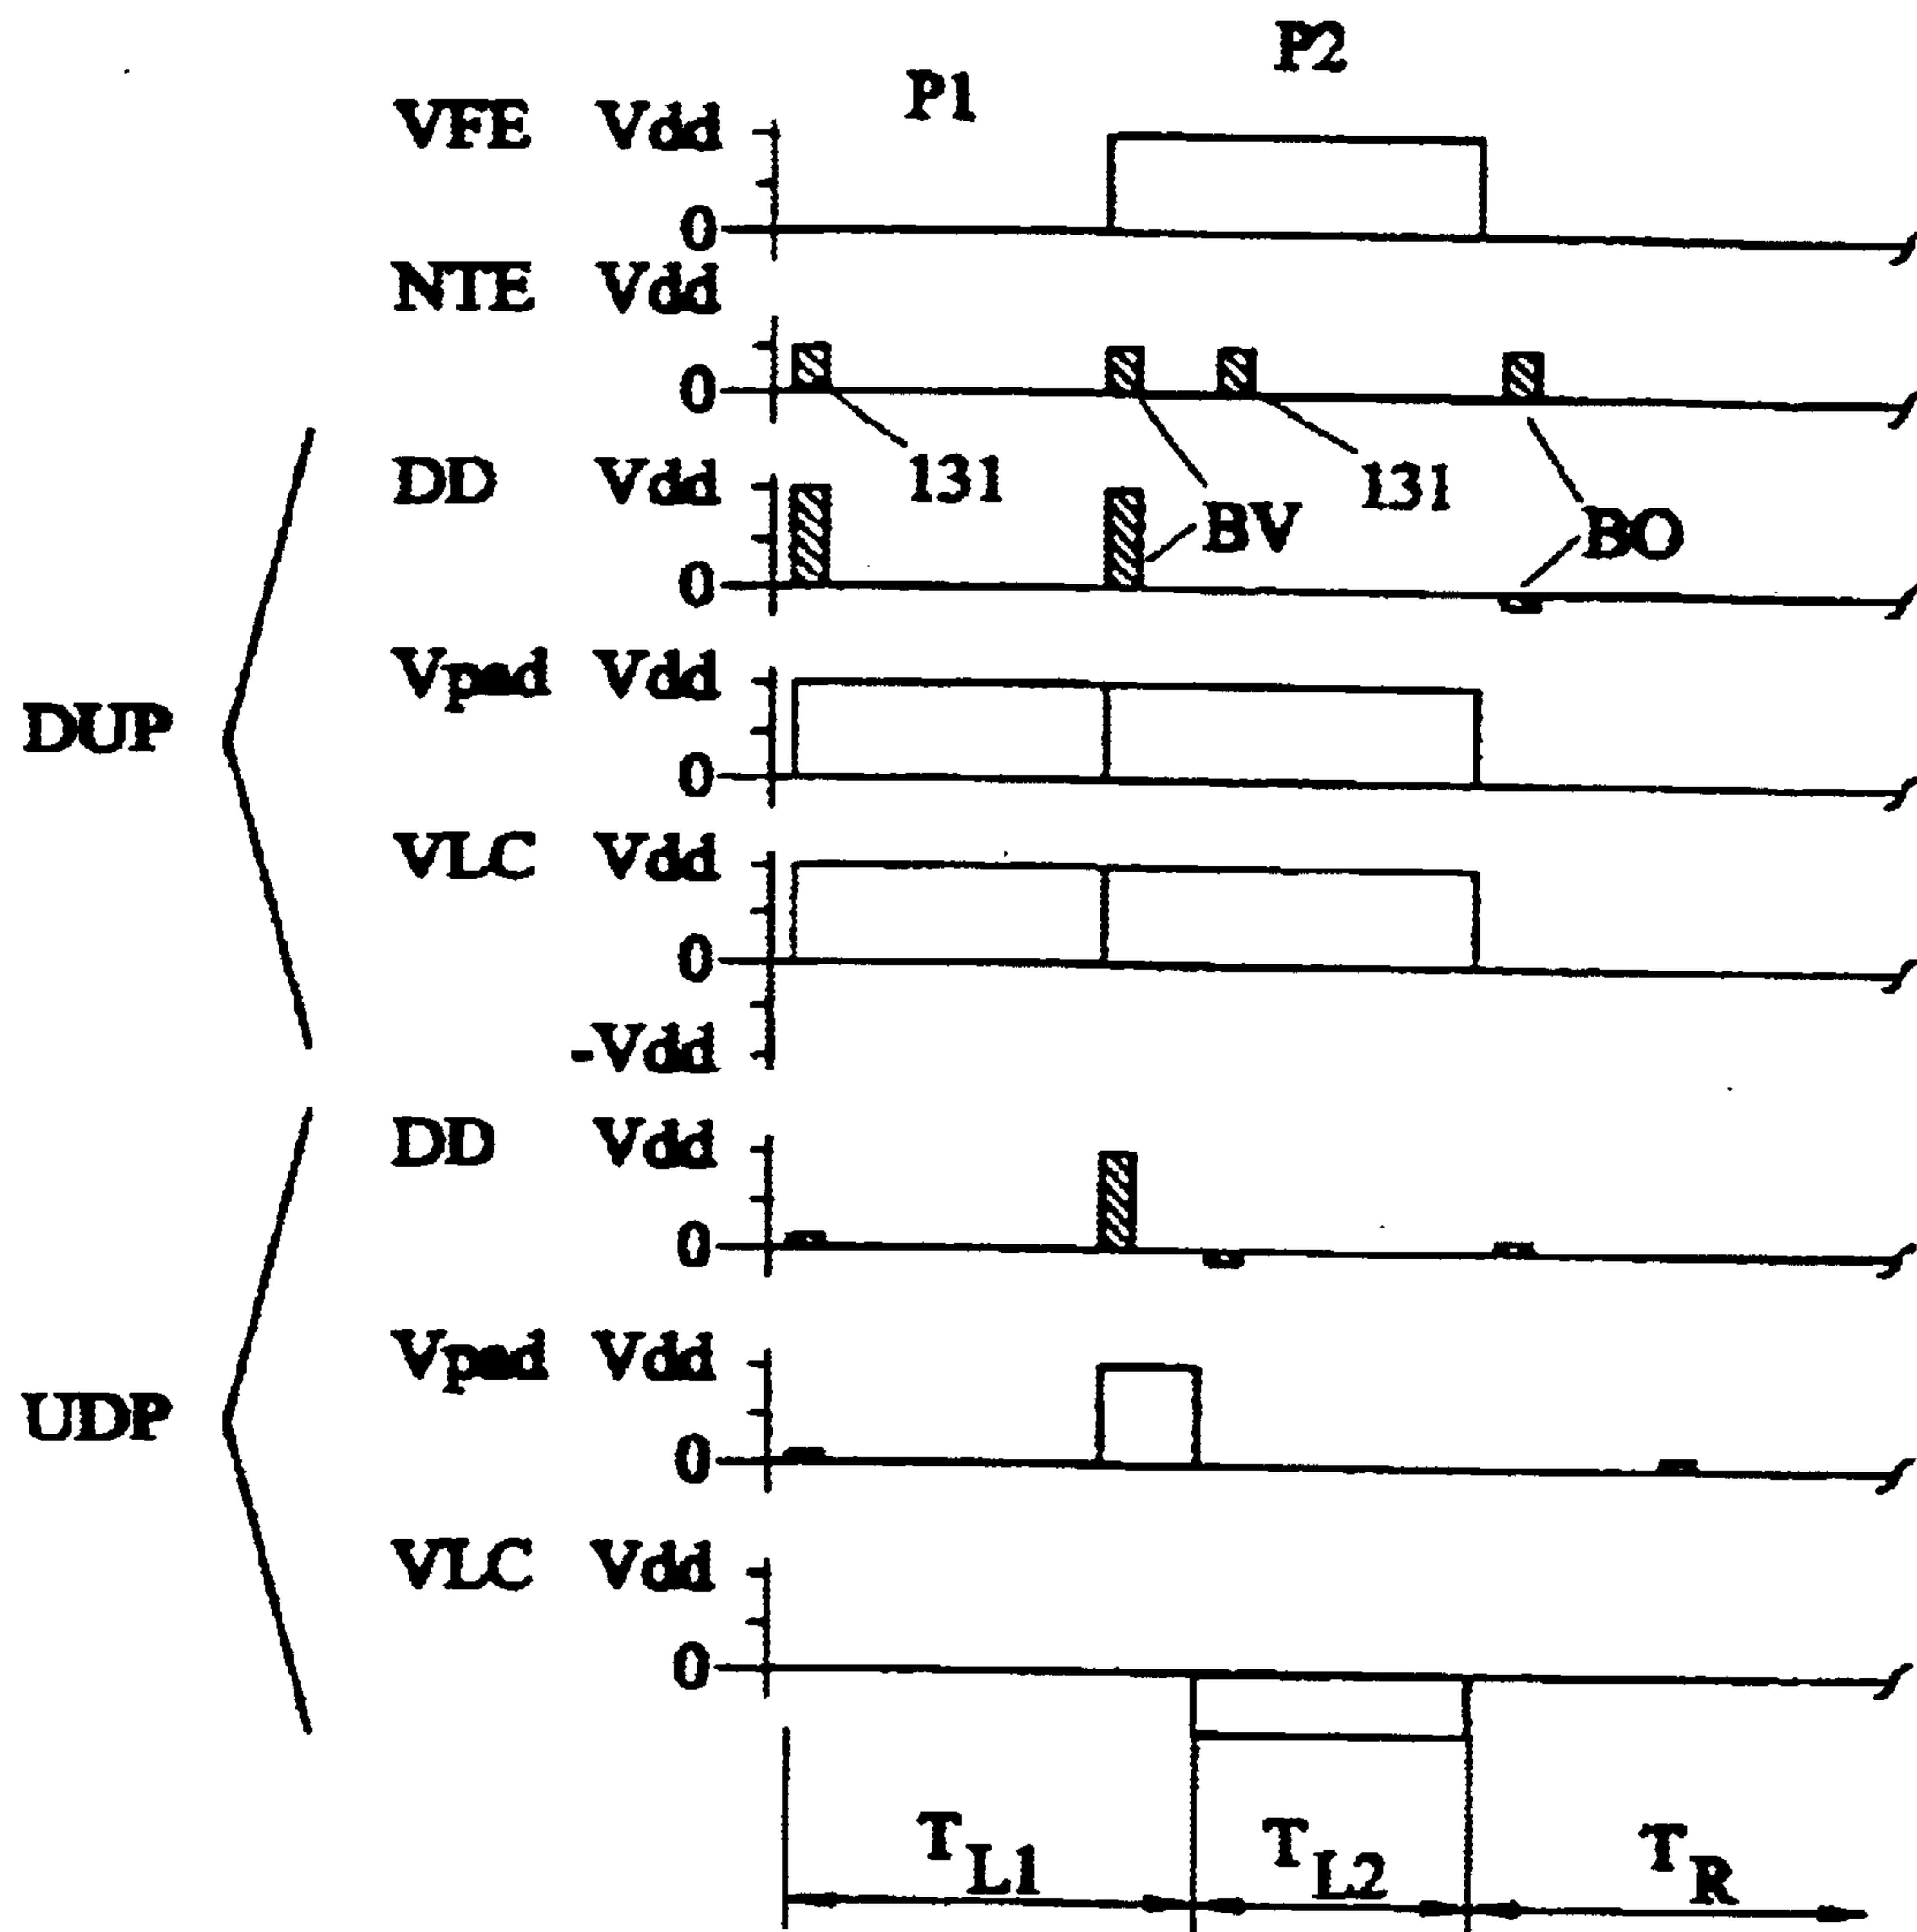 P2
P1
VFE Vdd
0
NTE Vdd
0
131
131
DD Vdd
BV
BO
0
Vpad Vdd
DUP
0
VLC Vdd
0
-Vdd
DD Vdd
0
Vpad Vdd
UDP
0
VLC Vdd
0
TL1
TL2
TR